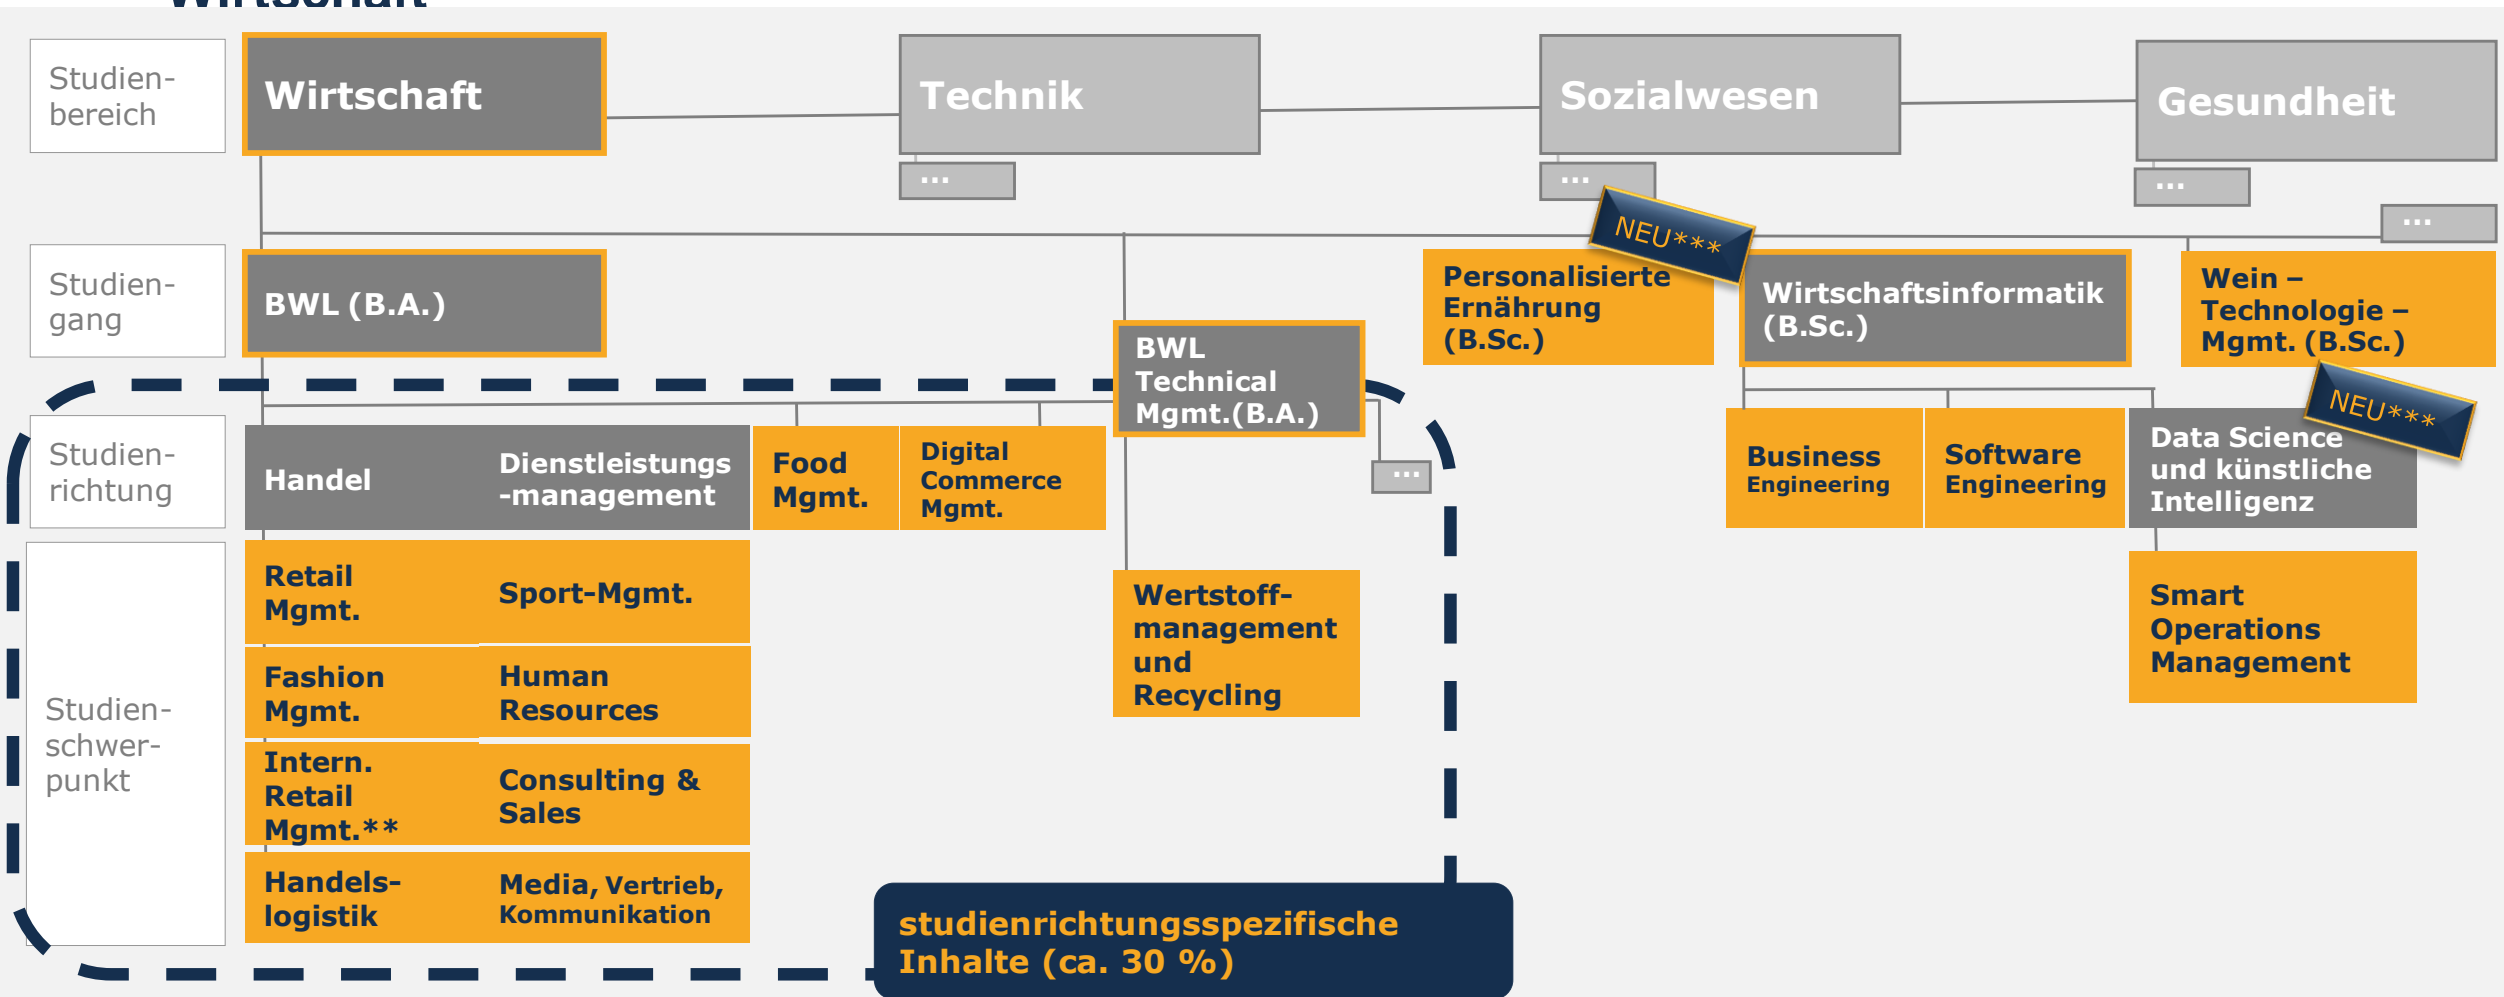 Wirtschaft
Studien-
bereich
Wirtschaft
Technik
Sozialwesen
Gesundheit
...
...
...
...
Studien-
gang
BWL (B.A.)
BWL
Technical
Mgmt.(B.A.)
Personalisierte
Ernährung
(B.Sc.)
NEU***
Wirtschaftsinformatik
(B.Sc.)
Wein –
Technologie –
Mgmt. (B.Sc.)
Studien-
richtung
Handel
Dienstleistungs
-management
Food
Mgmt.
Digital
Commerce
Mgmt.
...
Business
Engineering
Software
Engineering
Data Science
und künstliche
Intelligenz
NEU***
Studien-
schwer-
punkt
Retail
Mgmt.
Sport-Mgmt.
Fashion
Mgmt.
Human
Resources
Intern.
Retail
Mgmt.**
Consulting &
Sales
Handels-
logistik
Media, Vertrieb,
Kommunikation
Wertstoff-
management
und
Recycling
Smart
Operations
Management
studienrichtungsspezifische
Inhalte (ca. 30 %)